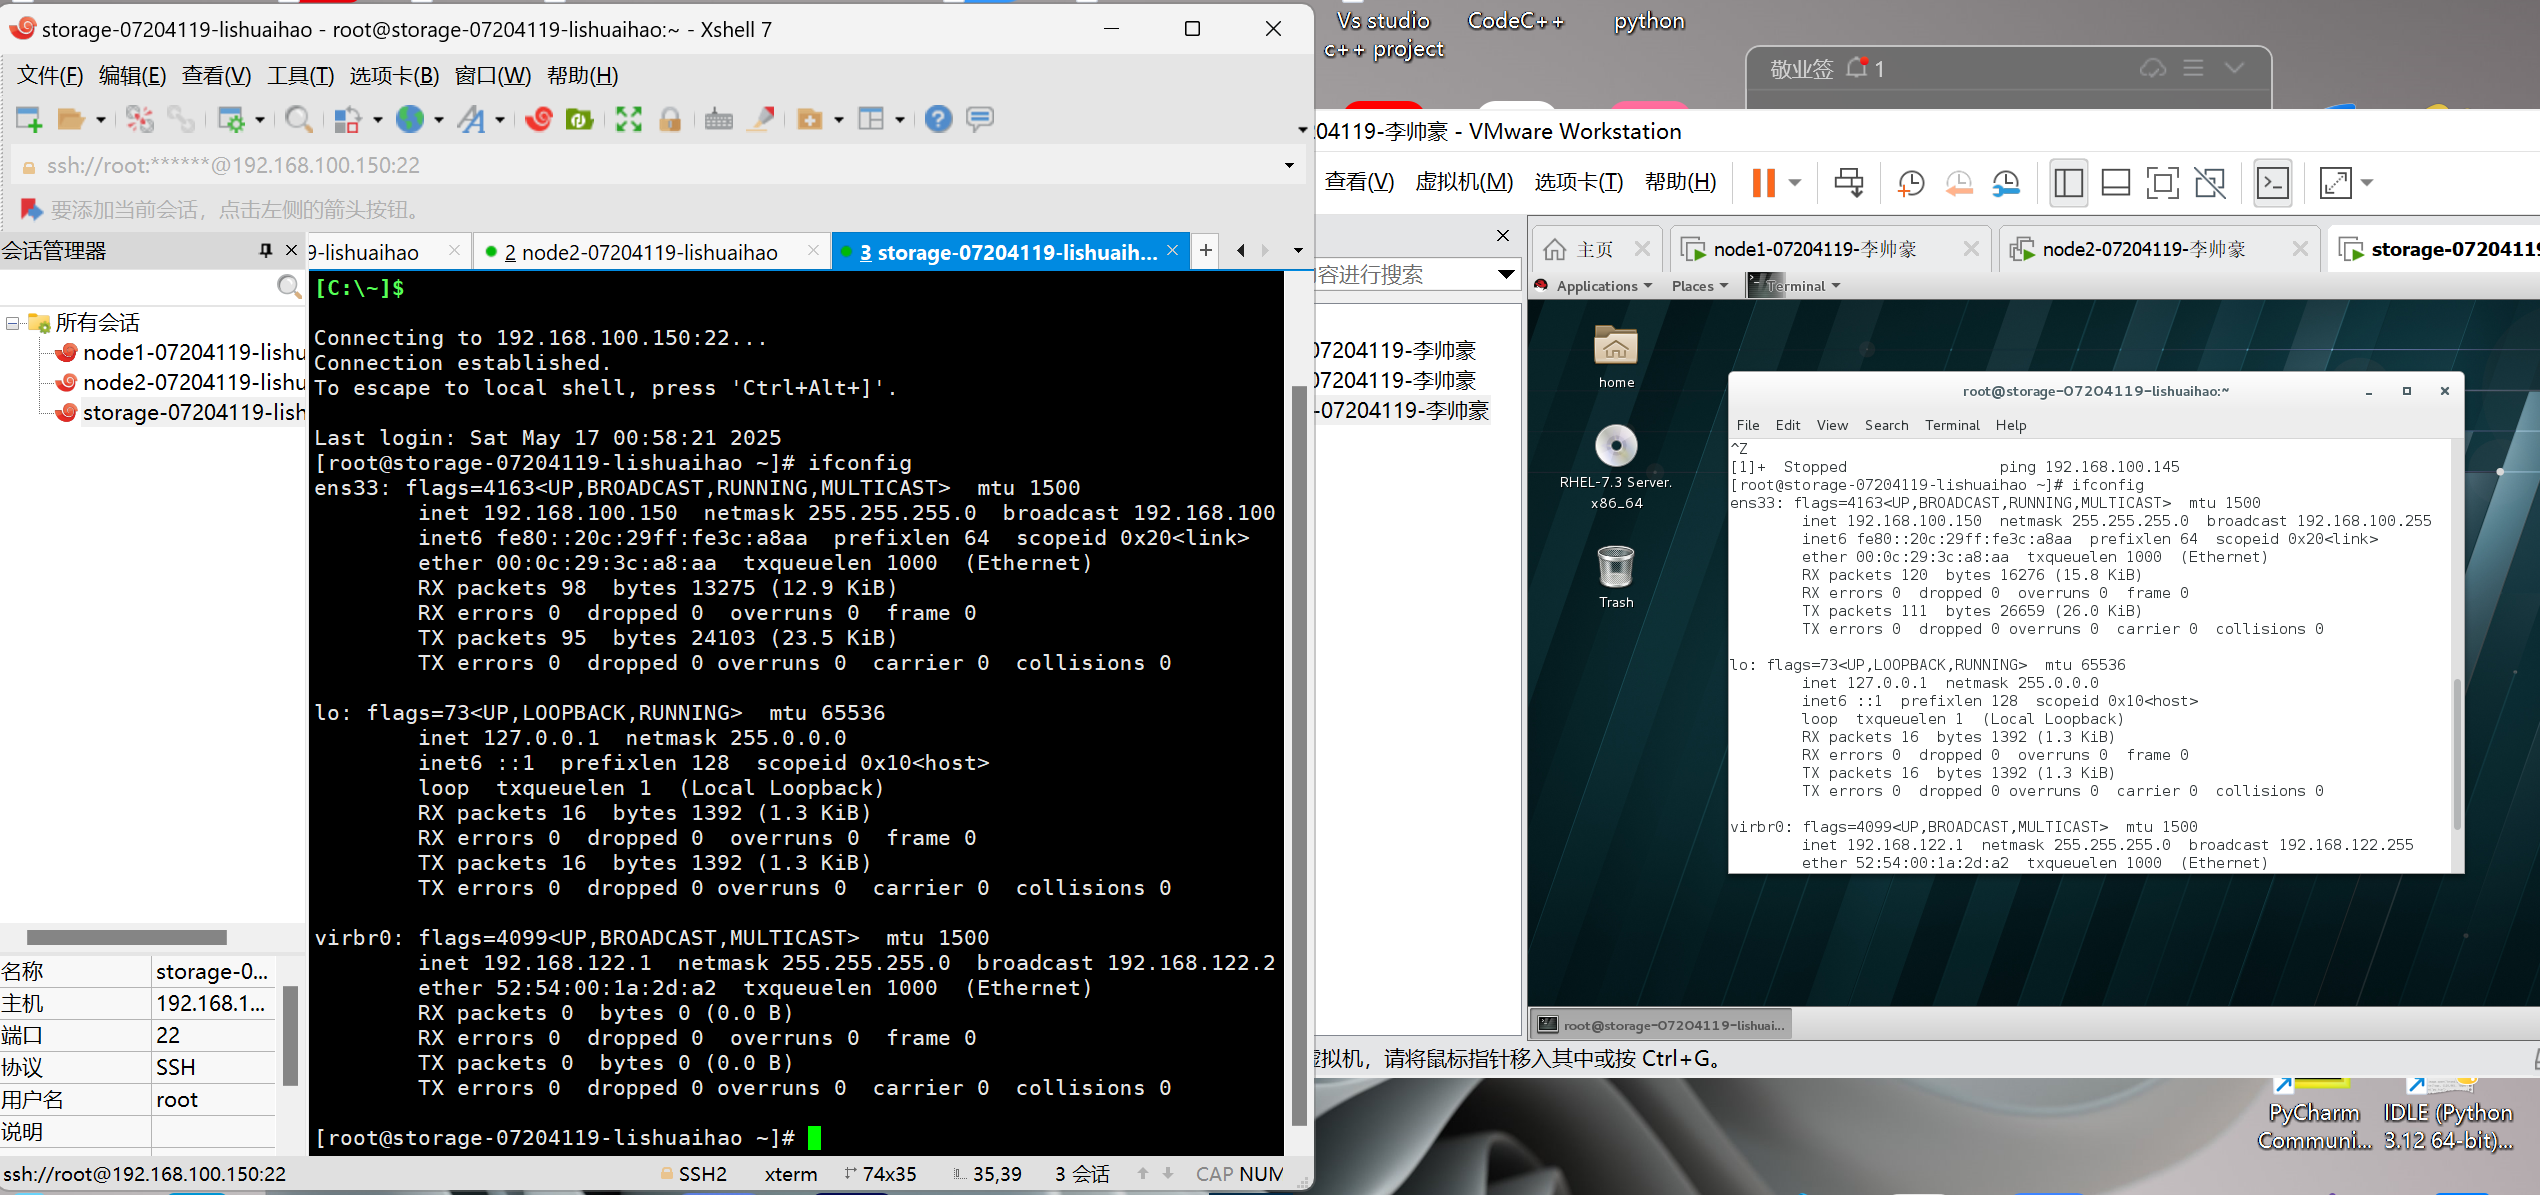 storage-07204119-lishuaihao - root@storage-07204119-lishuaihao:~ - Xshell 7
文件(F) 编辑(E) 查看(V) 工具(T) 选项卡(B) 窗口(W) 帮助(H)
ssh://root:******@192.168.100.150:22
要添加当前会话，点击左侧的箭头按钮。
会话管理器
所有会话
node1-07204119-lishu
node2-07204119-lishu
storage-07204119-lish
名称 storage-0...
主机 192.168.1...
端口 22
协议 SSH
用户名 root
说明
9-lishuaihao 2 node2-07204119-lishuaihao 3 storage-07204119-lishuaih...
[C:\~]$
Connecting to 192.168.100.150:22...
Connection established.
To escape to local shell, press 'Ctrl+Alt+]'.
Last login: Sat May 17 00:58:21 2025
[root@storage-07204119-lishuaihao ~]# ifconfig
ens33: flags=4163<UP,BROADCAST,RUNNING,MULTICAST>  mtu 1500
        inet 192.168.100.150  netmask 255.255.255.0  broadcast 192.168.100
        inet6 fe80::20c:29ff:fe3c:a8aa  prefixlen 64  scopeid 0x20<link>
        ether 00:0c:29:3c:a8:aa  txqueuelen 1000  (Ethernet)
        RX packets 98  bytes 13275 (12.9 KiB)
        RX errors 0  dropped 0  overruns 0  frame 0
        TX packets 95  bytes 24103 (23.5 KiB)
        TX errors 0  dropped 0 overruns 0  carrier 0  collisions 0
lo: flags=73<UP,LOOPBACK,RUNNING>  mtu 65536
        inet 127.0.0.1  netmask 255.0.0.0
        inet6 ::1  prefixlen 128  scopeid 0x10<host>
        loop  txqueuelen 1  (Local Loopback)
        RX packets 16  bytes 1392 (1.3 KiB)
        RX errors 0  dropped 0  overruns 0  frame 0
        TX packets 16  bytes 1392 (1.3 KiB)
        TX errors 0  dropped 0 overruns 0  carrier 0  collisions 0
virbr0: flags=4099<UP,BROADCAST,MULTICAST>  mtu 1500
        inet 192.168.122.1  netmask 255.255.255.0  broadcast 192.168.122.2
        ether 52:54:00:1a:2d:a2  txqueuelen 1000  (Ethernet)
        RX packets 0  bytes 0 (0.0 B)
        RX errors 0  dropped 0  overruns 0  frame 0
        TX packets 0  bytes 0 (0.0 B)
        TX errors 0  dropped 0 overruns 0  carrier 0  collisions 0
[root@storage-07204119-lishuaihao ~]#
ssh://root@192.168.100.150:22 SSH2 xterm 74x35 35,39 3 会话 CAP NUM
Vs studio
c++ project
CodeC++
python
敬业签 1
04119-李帅豪 - VMware Workstation
查看(V) 虚拟机(M) 选项卡(T) 帮助(H)
容进行搜索
07204119-李帅豪
07204119-李帅豪
-07204119-李帅豪
主页 node1-07204119-李帅豪 node2-07204119-李帅豪 storage-0720411
Applications Places Terminal
home
RHEL-7.3 Server.
x86_64
Trash
root@storage-07204119-lishuaihao:~
File Edit View Search Terminal Help
^Z
[1]+  Stopped                 ping 192.168.100.145
[root@storage-07204119-lishuaihao ~]# ifconfig
ens33: flags=4163<UP,BROADCAST,RUNNING,MULTICAST>  mtu 1500
        inet 192.168.100.150  netmask 255.255.255.0  broadcast 192.168.100.255
        inet6 fe80::20c:29ff:fe3c:a8aa  prefixlen 64  scopeid 0x20<link>
        ether 00:0c:29:3c:a8:aa  txqueuelen 1000  (Ethernet)
        RX packets 120  bytes 16276 (15.8 KiB)
        RX errors 0  dropped 0  overruns 0  frame 0
        TX packets 111  bytes 26659 (26.0 KiB)
        TX errors 0  dropped 0 overruns 0  carrier 0  collisions 0
lo: flags=73<UP,LOOPBACK,RUNNING>  mtu 65536
        inet 127.0.0.1  netmask 255.0.0.0
        inet6 ::1  prefixlen 128  scopeid 0x10<host>
        loop  txqueuelen 1  (Local Loopback)
        RX packets 16  bytes 1392 (1.3 KiB)
        RX errors 0  dropped 0  overruns 0  frame 0
        TX packets 16  bytes 1392 (1.3 KiB)
        TX errors 0  dropped 0 overruns 0  carrier 0  collisions 0
virbr0: flags=4099<UP,BROADCAST,MULTICAST>  mtu 1500
        inet 192.168.122.1  netmask 255.255.255.0  broadcast 192.168.122.255
        ether 52:54:00:1a:2d:a2  txqueuelen 1000  (Ethernet)
root@storage-07204119-lishuai...
虚拟机，请将鼠标指针移入其中或按 Ctrl+G。
PyCharm
Communi...
IDLE (Python
3.12 64-bit)...